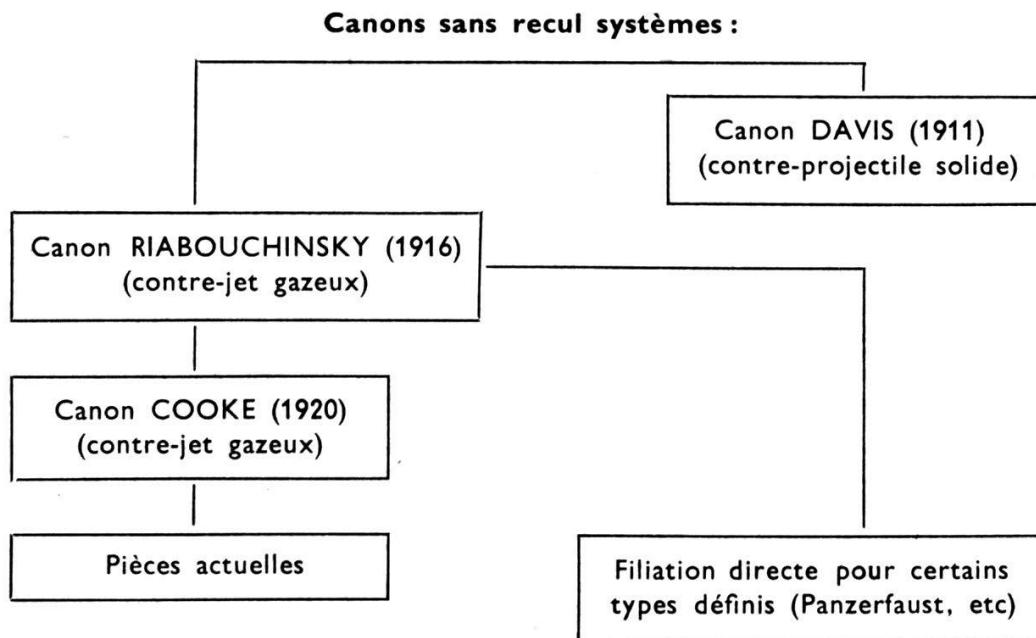 Canons sans recul systèmes :
Canon DAVIS (1911)
(contre-projectile solide)
Canon RIABOUCHINSKY (1916)
(contre-jet gazeux)
Canon COOKE (1920)
(contre-jet gazeux)
Pièces actuelles
Filiation directe pour certains
types définis (Panzerfaust, etc)